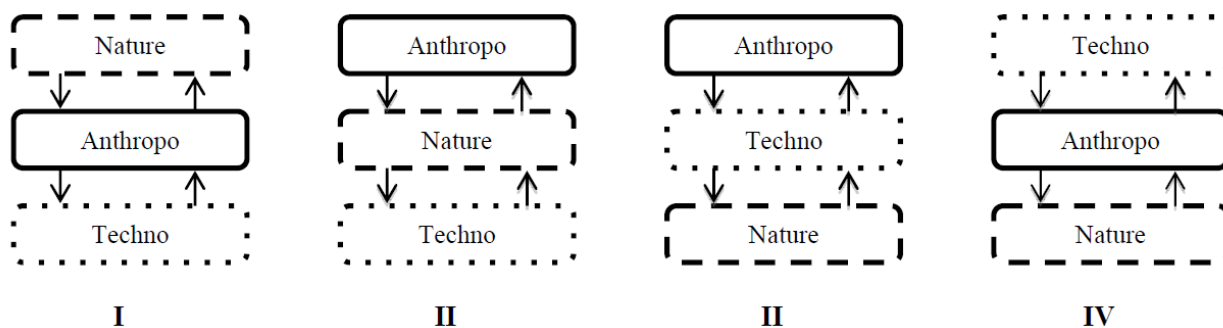 Nature Anthropo Anthropo Techno
Anthropo Nature Techno Anthropo
Techno Techno Nature Nature
I II II IV